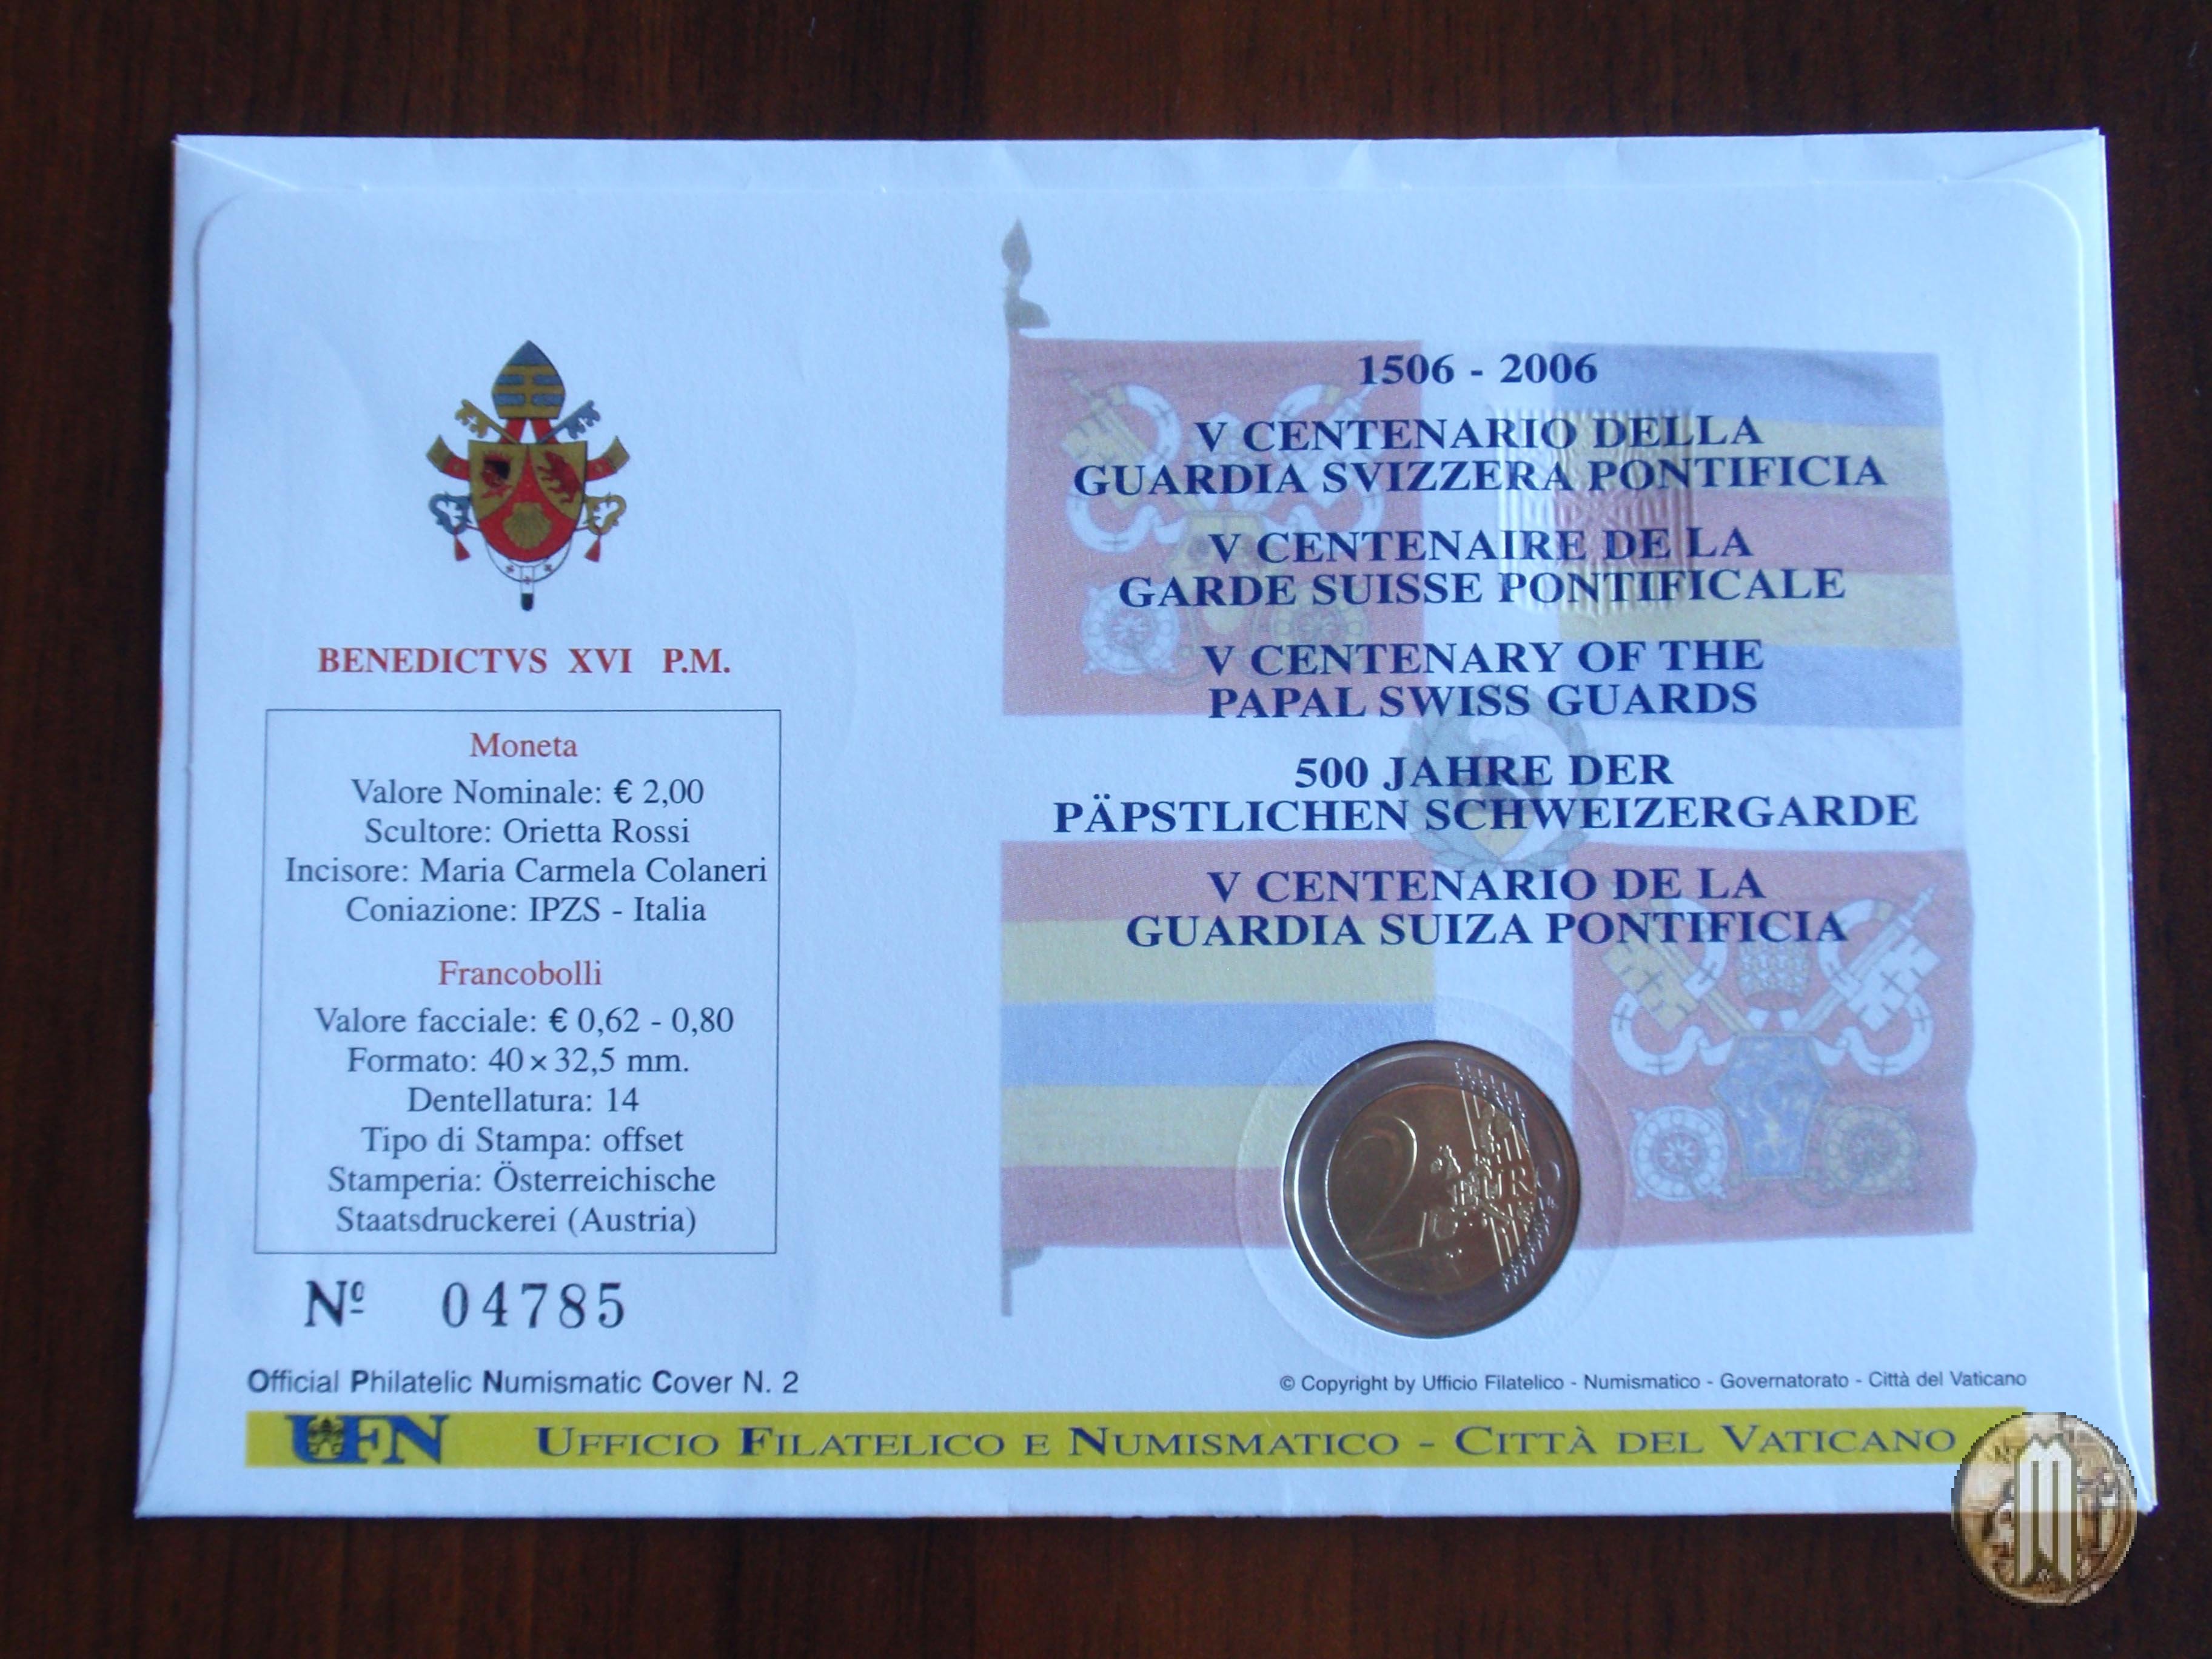 BENEDICTVS XVI P.M.
Moneta
Valore Nominale: € 2,00
Scultore: Orietta Rossi
Incisore: Maria Carmela Colaneri
Coniazione: IPZS - Italia
Francobolli
Valore facciale: € 0,62 - 0,80
Formato: 40 × 32,5 mm.
Dentellatura: 14
Tipo di Stampa: offset
Stamperia: Österreichische
Staatsdruckerei (Austria)
Nº 04785
Official Philatelic Numismatic Cover N. 2
1506 - 2006
V CENTENARIO DELLA
GUARDIA SVIZZERA PONTIFICIA
V CENTENAIRE DE LA
GARDE SUISSE PONTIFICALE
V CENTENARY OF THE
PAPAL SWISS GUARDS
500 JAHRE DER
PÄPSTLICHEN SCHWEIZERGARDE
V CENTENARIO DE LA
GUARDIA SUIZA PONTIFICIA
2 EURO
© Copyright by Ufficio Filatelico - Numismatico - Governatorato - Città del Vaticano
UFN UFFICIO FILATELICO E NUMISMATICO - CITTÀ DEL VATICANO